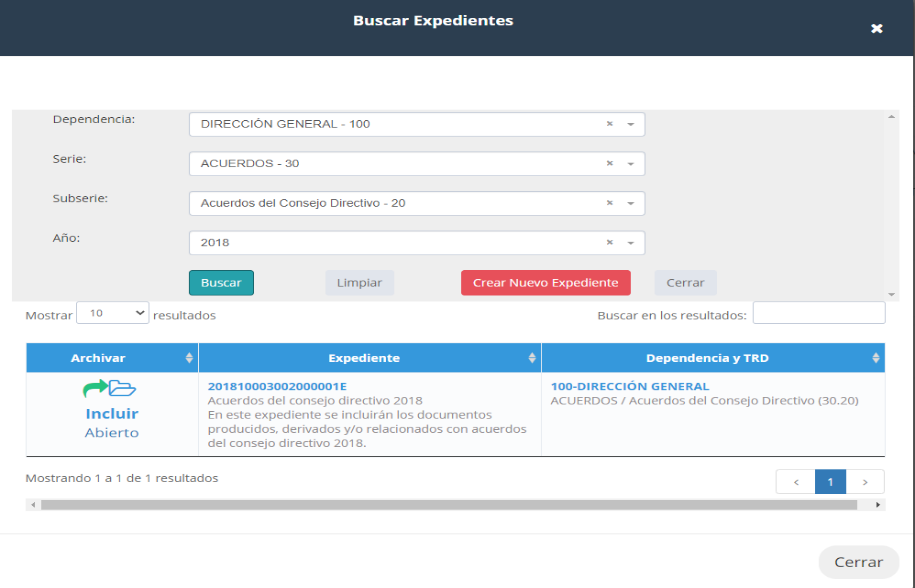 Buscar Expedientes
Dependencia:
DIRECCIÓN GENERAL - 100
Serie:
ACUERDOS - 30
Subserie:
Acuerdos del Consejo Directivo - 20
Año:
2018
Buscar Limpiar Crear Nuevo Expediente Cerrar
Mostrar 10 resultados Buscar en los resultados:
Archivar Expediente Dependencia y TRD
Incluir
Abierto
201810003002000001E
Acuerdos del consejo directivo 2018
En este expediente se incluirán los documentos
producidos, derivados y/o relacionados con acuerdos
del consejo directivo 2018.
100-DIRECCIÓN GENERAL
ACUERDOS / Acuerdos del Consejo Directivo (30.20)
Mostrando 1 a 1 de 1 resultados
< 1 >
Cerrar